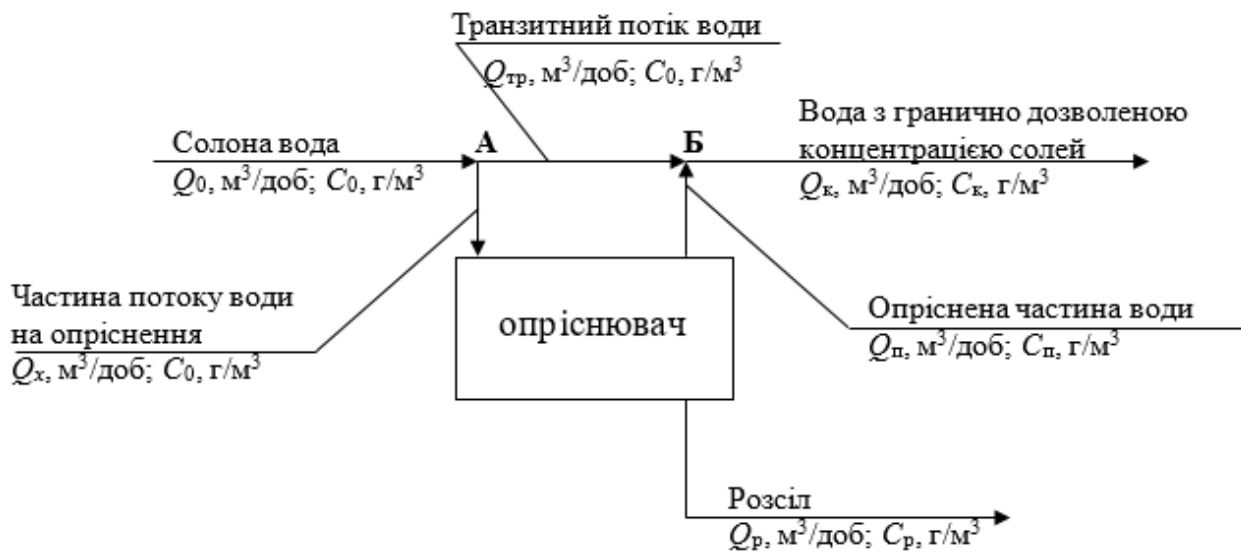 Транзитний потік води
Qтр, м³/доб; C0, г/м³
Солона вода
Q0, м³/доб; C0, г/м³
А
Б
Вода з гранично дозволеною
концентрацією солей
Qк, м³/доб; Cк, г/м³
Частина потоку води
на опріснення
Qx, м³/доб; C0, г/м³
опріснювач
Опріснена частина води
Qп, м³/доб; Cп, г/м³
Розсіл
Qр, м³/доб; Cр, г/м³